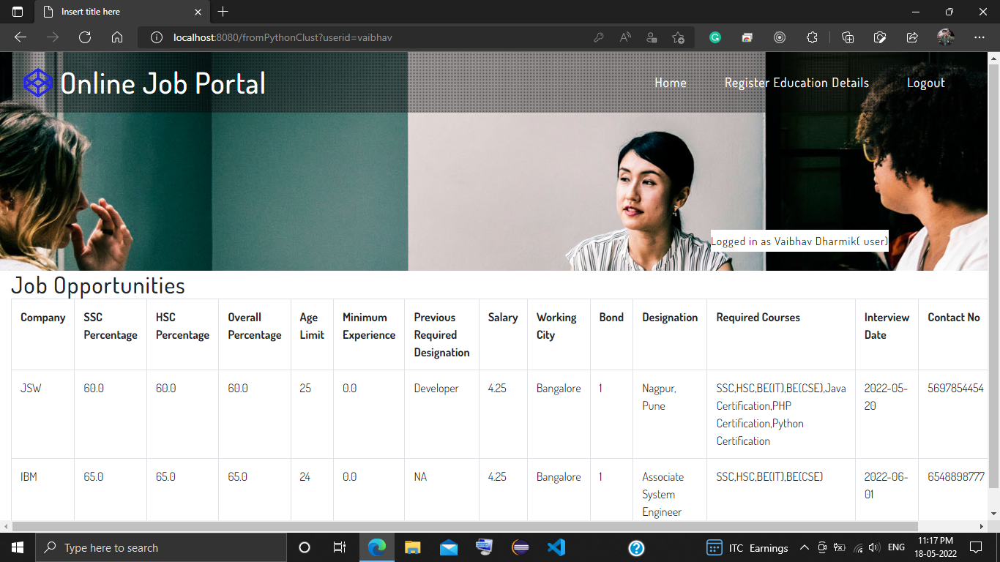 Insert title here
localhost:8080/fromPythonClust?userid=vaibhav
Online Job Portal
Home Register Education Details Logout
Logged in as Vaibhav Dharmik( user)
Job Opportunities
Company SSC Percentage HSC Percentage Overall Percentage Age Limit Minimum Experience Previous Required Designation Salary Working City Bond Designation Required Courses Interview Date Contact No
JSW 60.0 60.0 60.0 25 0.0 Developer 4.25 Bangalore 1 Nagpur, Pune SSC,HSC,BE(IT),BE(CSE),Java Certification,PHP Certification,Python Certification 2022-05-20 5697854454
IBM 65.0 65.0 65.0 24 0.0 NA 4.25 Bangalore 1 Associate System Engineer SSC,HSC,BE(IT),BE(CSE) 2022-06-01 6548898777
Type here to search
ITC Earnings
ENG
11:17 PM
18-05-2022